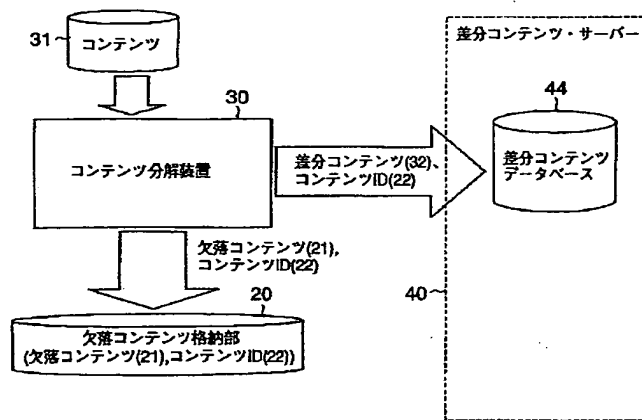 31
コンテンツ
30
コンテンツ分解装置
差分コンテンツ(32)、
コンテンツID(22)
差分コンテンツ・サーバー
44
差分コンテンツ
データベース
欠落コンテンツ(21),
コンテンツID(22)
20
欠落コンテンツ格納部
(欠落コンテンツ(21),コンテンツID(22))
40